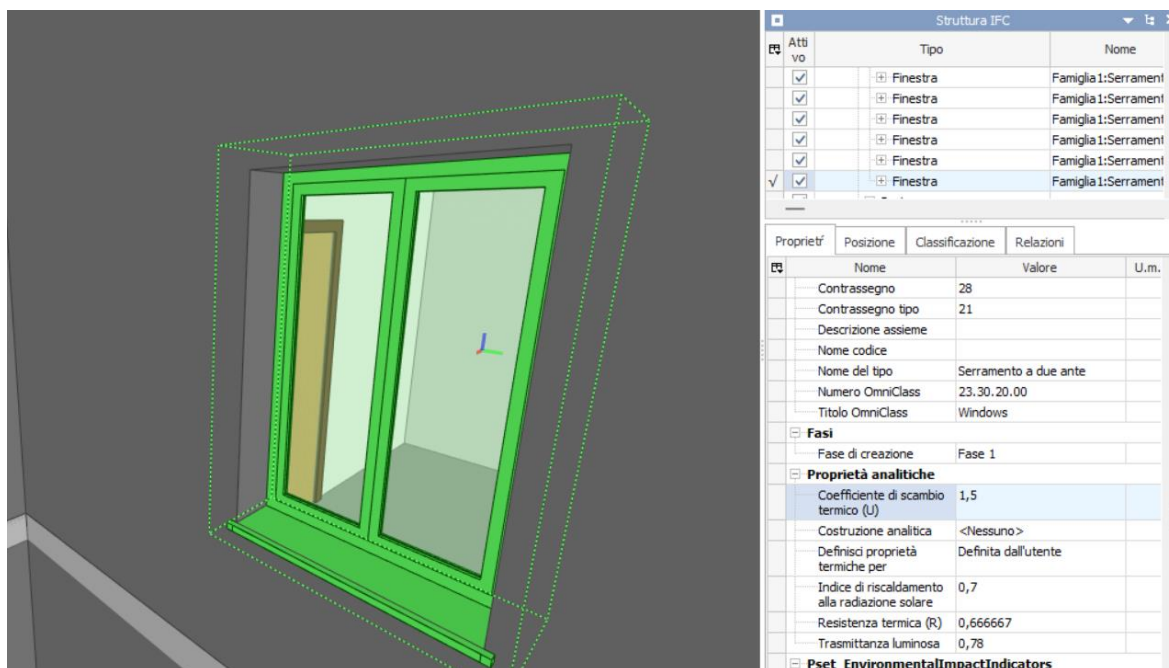 Struttura IFC
Atti
vo
Tipo
Nome
Finestra
Famiglia1:Serrament
Finestra
Famiglia1:Serrament
Finestra
Famiglia1:Serrament
Finestra
Famiglia1:Serrament
Finestra
Famiglia1:Serrament
√ Finestra
Famiglia1:Serrament
Posizione
Classificazione
Relazioni
Nome
Valore
U.m.
Contrassegno
28
Contrassegno tipo
21
Descrizione assieme
Nome codice
Nome del tipo
Serramento a due ante
Numero OmniClass
23.30.20.00
Titolo OmniClass
Windows
Fasi
Fase di creazione
Fase 1
Proprietà analitiche
Coefficiente di scambio
termico (U)
1,5
Costruzione analitica
<Nessuno>
Definisci proprietà
termiche per
Definita dall'utente
Indice di riscaldamento
alla radiazione solare
0,7
Resistenza termica (R)
0,666667
Trasmittanza luminosa
0,78
Pset_EnvironmentalImpactIndicators